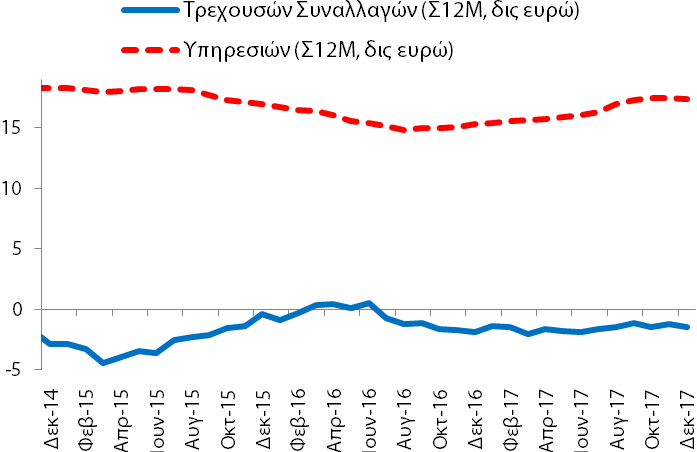 Τρεχουσών Συναλλαγών (Σ12Μ, δις ευρώ)
Υπηρεσιών (Σ12Μ, δις ευρώ)
15
10
5
0
-5
Δεκ-14
Φεβ-15
Απρ-15
Ιουν-15
Αυγ-15
Οκτ-15
Δεκ-15
Φεβ-16
Απρ-16
Ιουν-16
Αυγ-16
Οκτ-16
Δεκ-16
Φεβ-17
Απρ-17
Ιουν-17
Αυγ-17
Οκτ-17
Δεκ-17